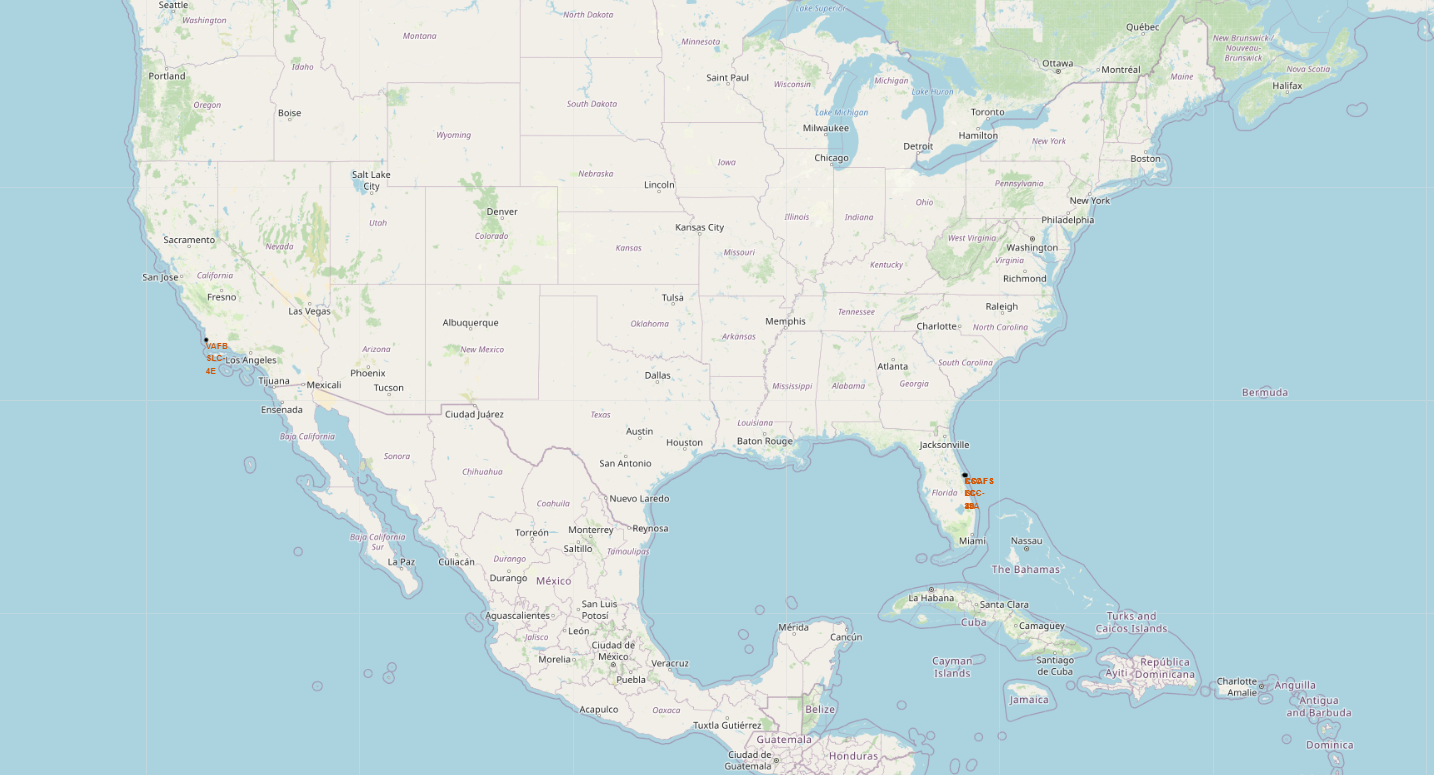 Seattle
Washington
North Dakota
Lake Superior
Montana
Minnesota
Québec
New Brunswick
Nouveau-
Brunswick
Portland
Idaho
Saint Paul
Wisconsin
Michigan
Ottawa
Montréal
Maine
Nova Scotia
Halifax
Oregon
Boise
South Dakota
Lake Huron
Lake Michigan
Toronto
Wyoming
Milwaukee
Hamilton
New York
Detroit
Chicago
Boston
Iowa
Salt Lake
City
Nebraska
Lincoln
Pennsylvania
New York
Denver
Ohio
Illinois
Indiana
Philadelphia
Utah
Kansas City
Colorado
Sacramento
Nevada
Kansas
Missouri
West Virginia
Washington
Virginia
Kentucky
San Jose
California
Richmond
Fresno
Tulsa
Las Vegas
Raleigh
Albuquerque
Oklahoma
Memphis
Tennessee
Charlotte
North Carolina
Arkansas
VAFB
SLC-
4E
Los Angeles
Arizona
New Mexico
South Carolina
Atlanta
Phoenix
Dallas
Tijuana
Mexicali
Tucson
Mississippi
Alabama
Georgia
Bermuda
Ensenada
Ciudad Juárez
Texas
Louisiana
Baja California
Austin
Houston
Baton Rouge
Jacksonville
Sonora
San Antonio
Chihuahua
Florida
Nuevo Laredo
Coahuila
Torreón
Monterrey
Reynosa
Miami
Nassau
Baja California
Sur
Saltillo
Tamaulipas
La Paz
Culiacán
Durango
The Bahamas
Durango
México
La Habana
Santa Clara
Aguascalientes
San Luis
Potosí
Cuba
Camagüey
Turks and
Caicos Islands
León
Mérida
Jalisco
Cancún
Ciudad de
México
Morelia
Veracruz
Cayman
Islands
Santiago
de Cuba
Ayiti
República
Dominicana
Puebla
Charlotte
Amalie
Anguilla
Acapulco
Oaxaca
Belize
Jamaica
Antigua
and Barbuda
Tuxtla Gutiérrez
Guatemala
Dominica
Ciudad de
Guatemala
Honduras